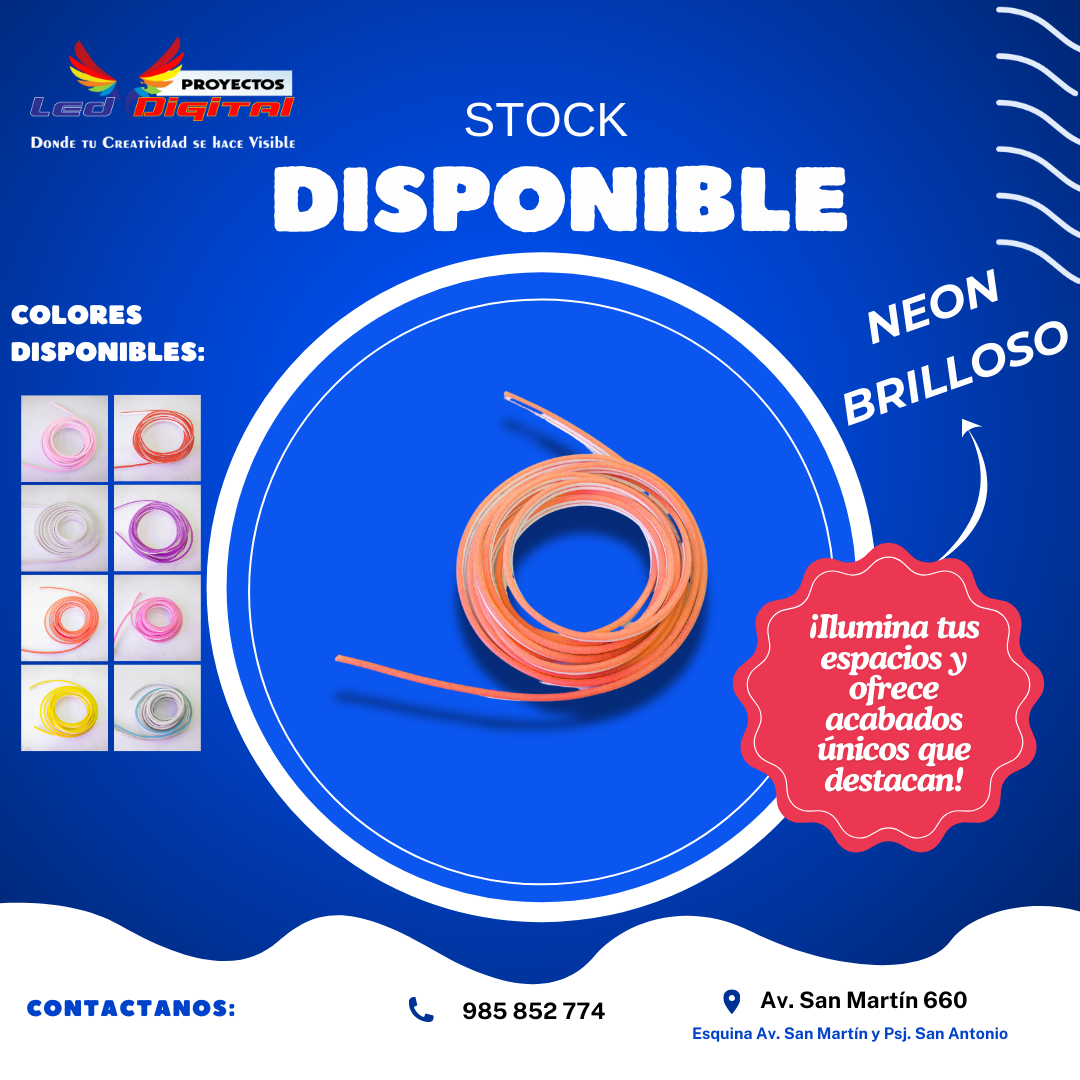 PROYECTOS
Led Digital
Donde tu Creatividad se hace Visible
STOCK
DISPONIBLE
COLORES
DISPONIBLES:
NEON
BRILLOSO
¡Ilumina tus
espacios y
ofrece
acabados
únicos que
destacan!
CONTACTANOS:
985 852 774
Av. San Martín 660
Esquina Av. San Martín y Psj. San Antonio